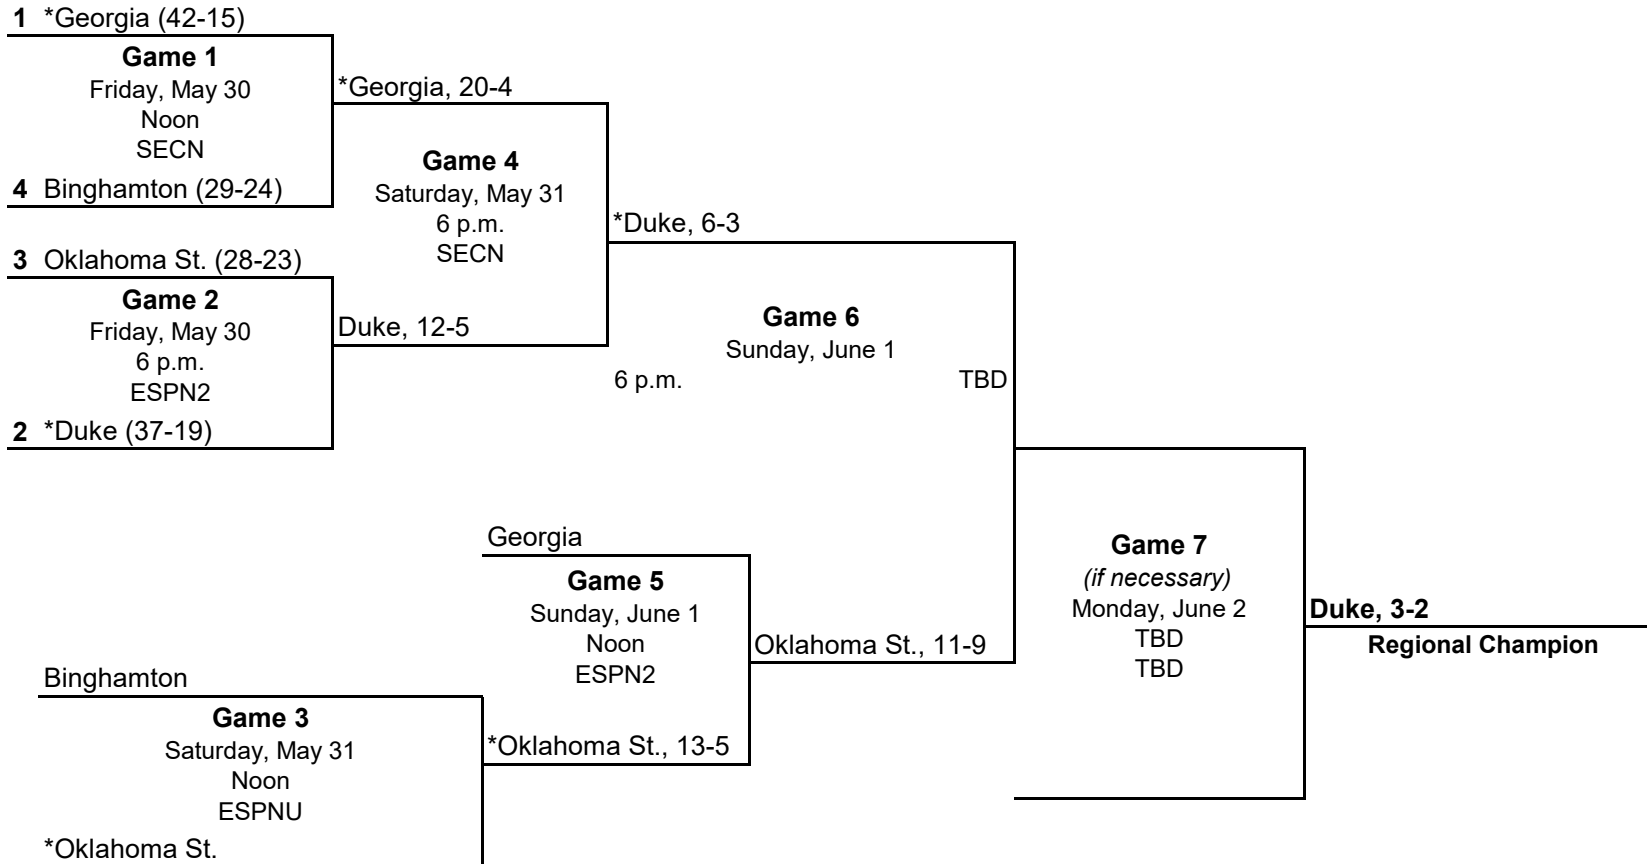 1 *Georgia (42-15)
Game 1
Friday, May 30
Noon
SECN
4 Binghamton (29-24)
*Georgia, 20-4
Game 4
Saturday, May 31
6 p.m.
SECN
3 Oklahoma St. (28-23)
Game 2
Friday, May 30
6 p.m.
ESPN2
2 *Duke (37-19)
Duke, 12-5
*Duke, 6-3
Game 6
Sunday, June 1
6 p.m. TBD
Georgia
Game 5
Sunday, June 1
Noon
ESPN2
Oklahoma St., 11-9
Binghamton
Game 3
Saturday, May 31
Noon
ESPNU
*Oklahoma St.
*Oklahoma St., 13-5
Game 7
(if necessary)
Monday, June 2
TBD
TBD
Duke, 3-2
Regional Champion